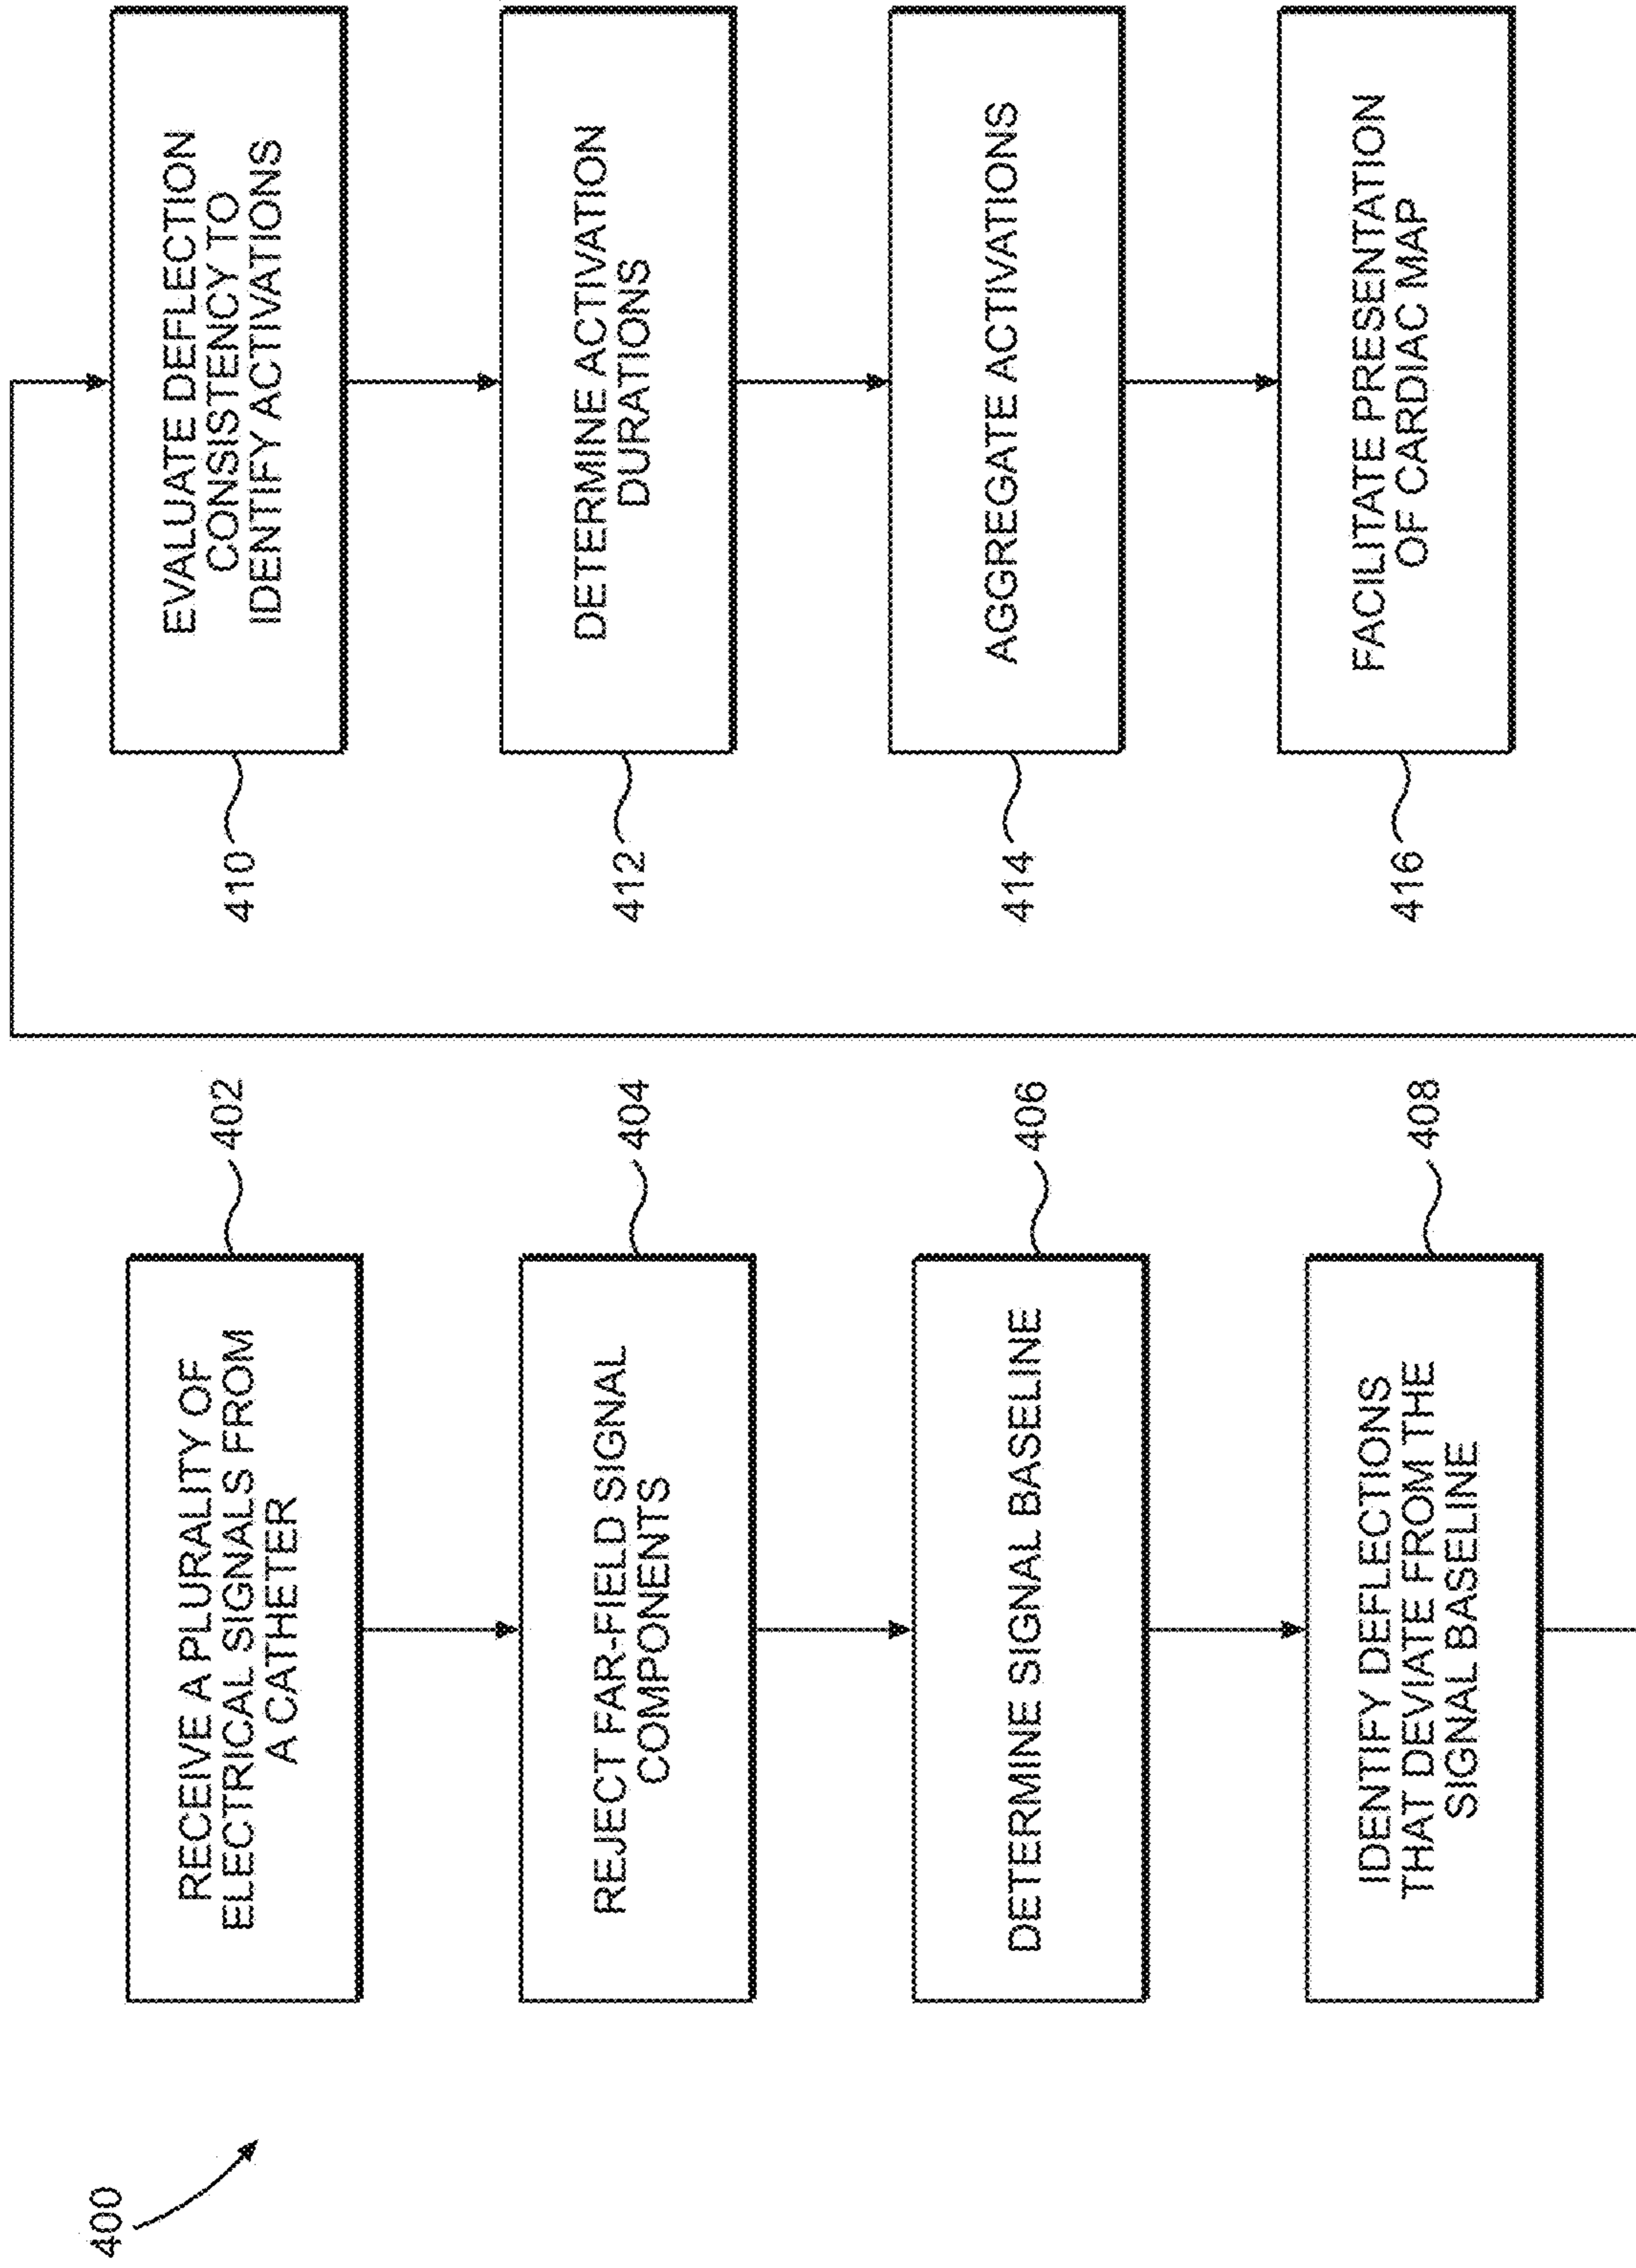 400
RECEIVE A PLURALITY OF
ELECTRICAL SIGNALS FROM
A CATHETER
402
REJECT FAR-FIELD SIGNAL
COMPONENTS
404
DETERMINE SIGNAL BASELINE
406
IDENTIFY DEFLECTIONS
THAT DEVIATE FROM THE
SIGNAL BASELINE
408
EVALUATE DEFLECTION
CONSISTENCY TO
IDENTIFY ACTIVATIONS
410
DETERMINE ACTIVATION
DURATIONS
412
AGGREGATE ACTIVATIONS
414
FACILITATE PRESENTATION
OF CARDIAC MAP
416